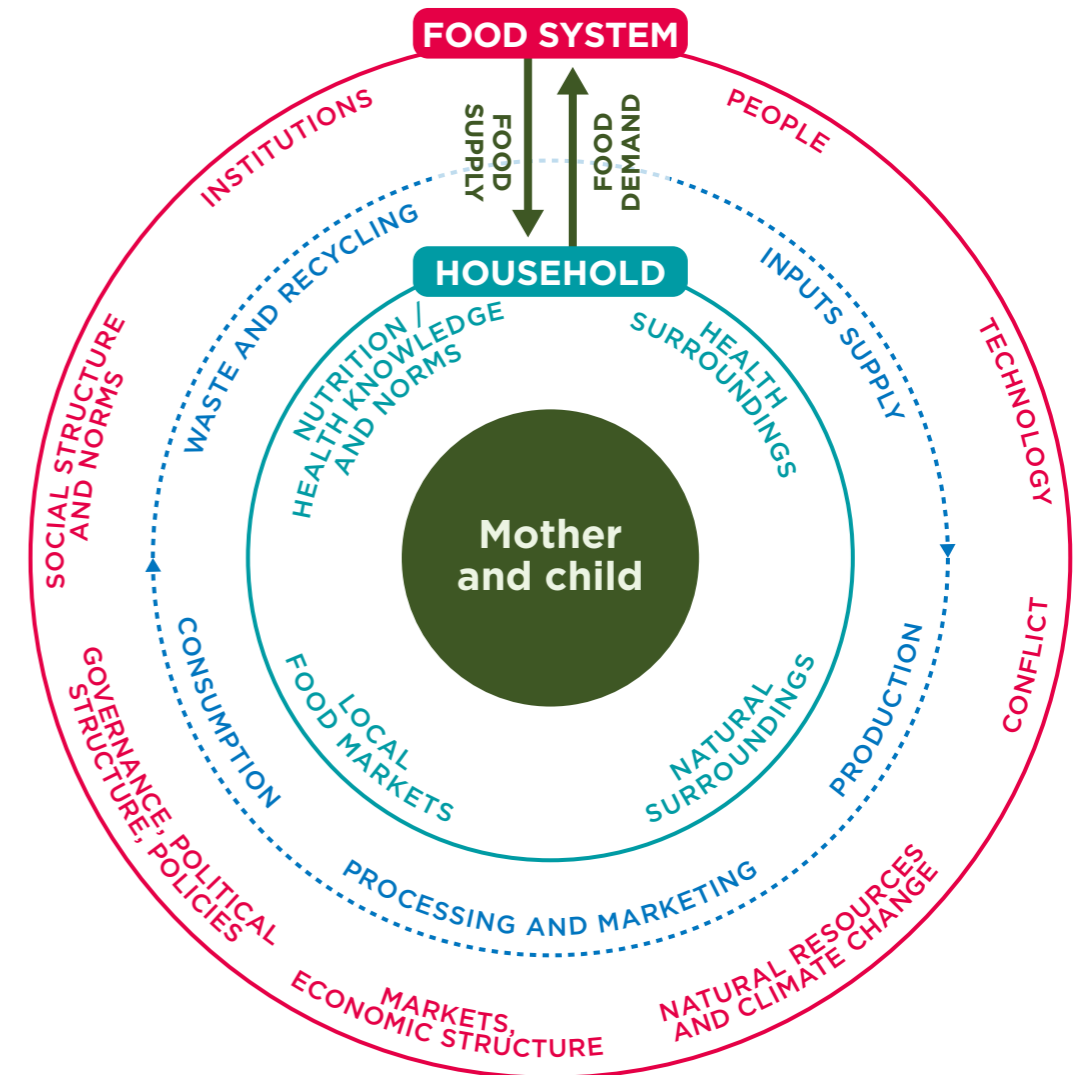 FOOD SYSTEM
INSTITUTIONS
PEOPLE
FOOD
SUPPLY
FOOD
DEMAND
WASTE AND RECYCLING
INPUTS SUPPLY
HOUSEHOLD
NUTRITION /
HEALTH KNOWLEDGE
AND NORMS
HEALTH
SURROUNDINGS
SOCIAL STRUCTURE
AND NORMS
TECHNOLOGY
Mother
and child
CONFLICT
CONSUMPTION
PRODUCTION
LOCAL
FOOD MARKETS
NATURAL
SURROUNDINGS
GOVERNANCE, POLITICAL
STRUCTURE, POLICIES
PROCESSING AND MARKETING
NATURAL RESOURCES
AND CLIMATE CHANGE
MARKETS,
ECONOMIC STRUCTURE